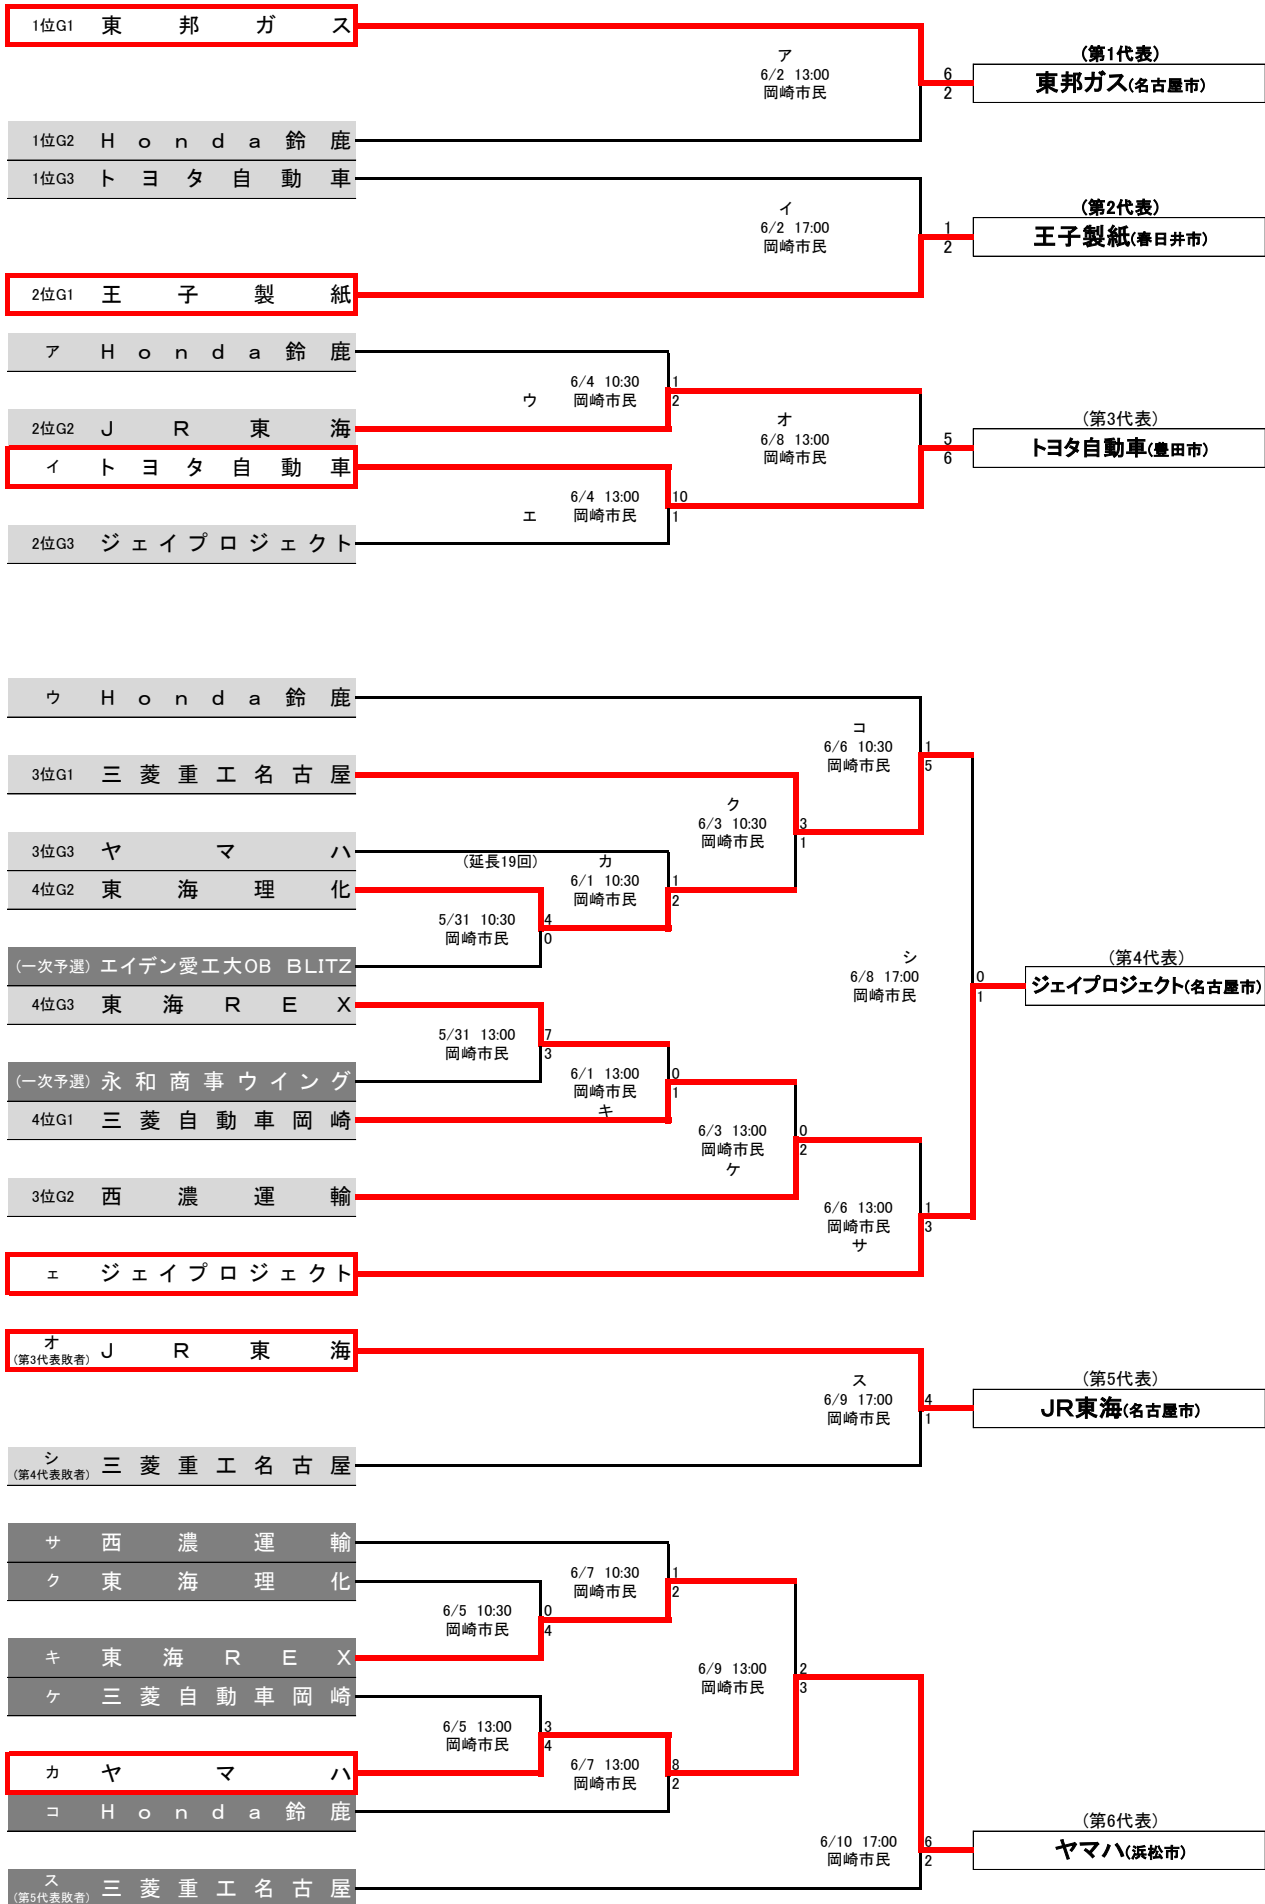 1位G1 東邦ガス
ア
6/2 13:00
岡崎市民
6
2
(第1代表)
東邦ガス(名古屋市)
1位G2 Honda鈴鹿
1位G3 トヨタ自動車
イ
6/2 17:00
岡崎市民
1
2
(第2代表)
王子製紙(春日井市)
2位G1 王子製紙
ア Honda鈴鹿
6/4 10:30
ウ 岡崎市民
1
2
2位G2 JR東海
イ トヨタ自動車
オ
6/8 13:00
岡崎市民
5
6
(第3代表)
トヨタ自動車(豊田市)
6/4 13:00
エ 岡崎市民
10
1
2位G3 ジェイプロジェクト
ウ Honda鈴鹿
コ
6/6 10:30
岡崎市民
1
5
3位G1 三菱重工名古屋
ク
6/3 10:30
岡崎市民
3
1
3位G3 ヤマハ
4位G2 東海理化
(延長19回) カ
6/1 10:30
岡崎市民
1
2
5/31 10:30
岡崎市民
4
0
(一次予選) エイデン愛工大OB BLITZ
4位G3 東海REX
シ
6/8 17:00
岡崎市民
0
1
(第4代表)
ジェイプロジェクト(名古屋市)
5/31 13:00
岡崎市民
7
3
(一次予選) 永和商事ウイング
6/1 13:00
岡崎市民
キ
0
1
4位G1 三菱自動車岡崎
6/3 13:00
岡崎市民
ケ
0
2
3位G2 西濃運輸
6/6 13:00
岡崎市民
サ
1
3
エ ジェイプロジェクト
オ
(第3代表敗者) JR東海
ス
6/9 17:00
岡崎市民
4
1
(第5代表)
JR東海(名古屋市)
シ
(第4代表敗者) 三菱重工名古屋
サ 西濃運輸
ク 東海理化
6/7 10:30
岡崎市民
1
2
6/5 10:30
岡崎市民
0
4
キ 東海REX
ケ 三菱自動車岡崎
6/9 13:00
岡崎市民
2
3
6/5 13:00
岡崎市民
3
4
カ ヤマハ
6/7 13:00
岡崎市民
8
2
コ Honda鈴鹿
6/10 17:00
岡崎市民
6
2
(第6代表)
ヤマハ(浜松市)
ス
(第5代表敗者) 三菱重工名古屋